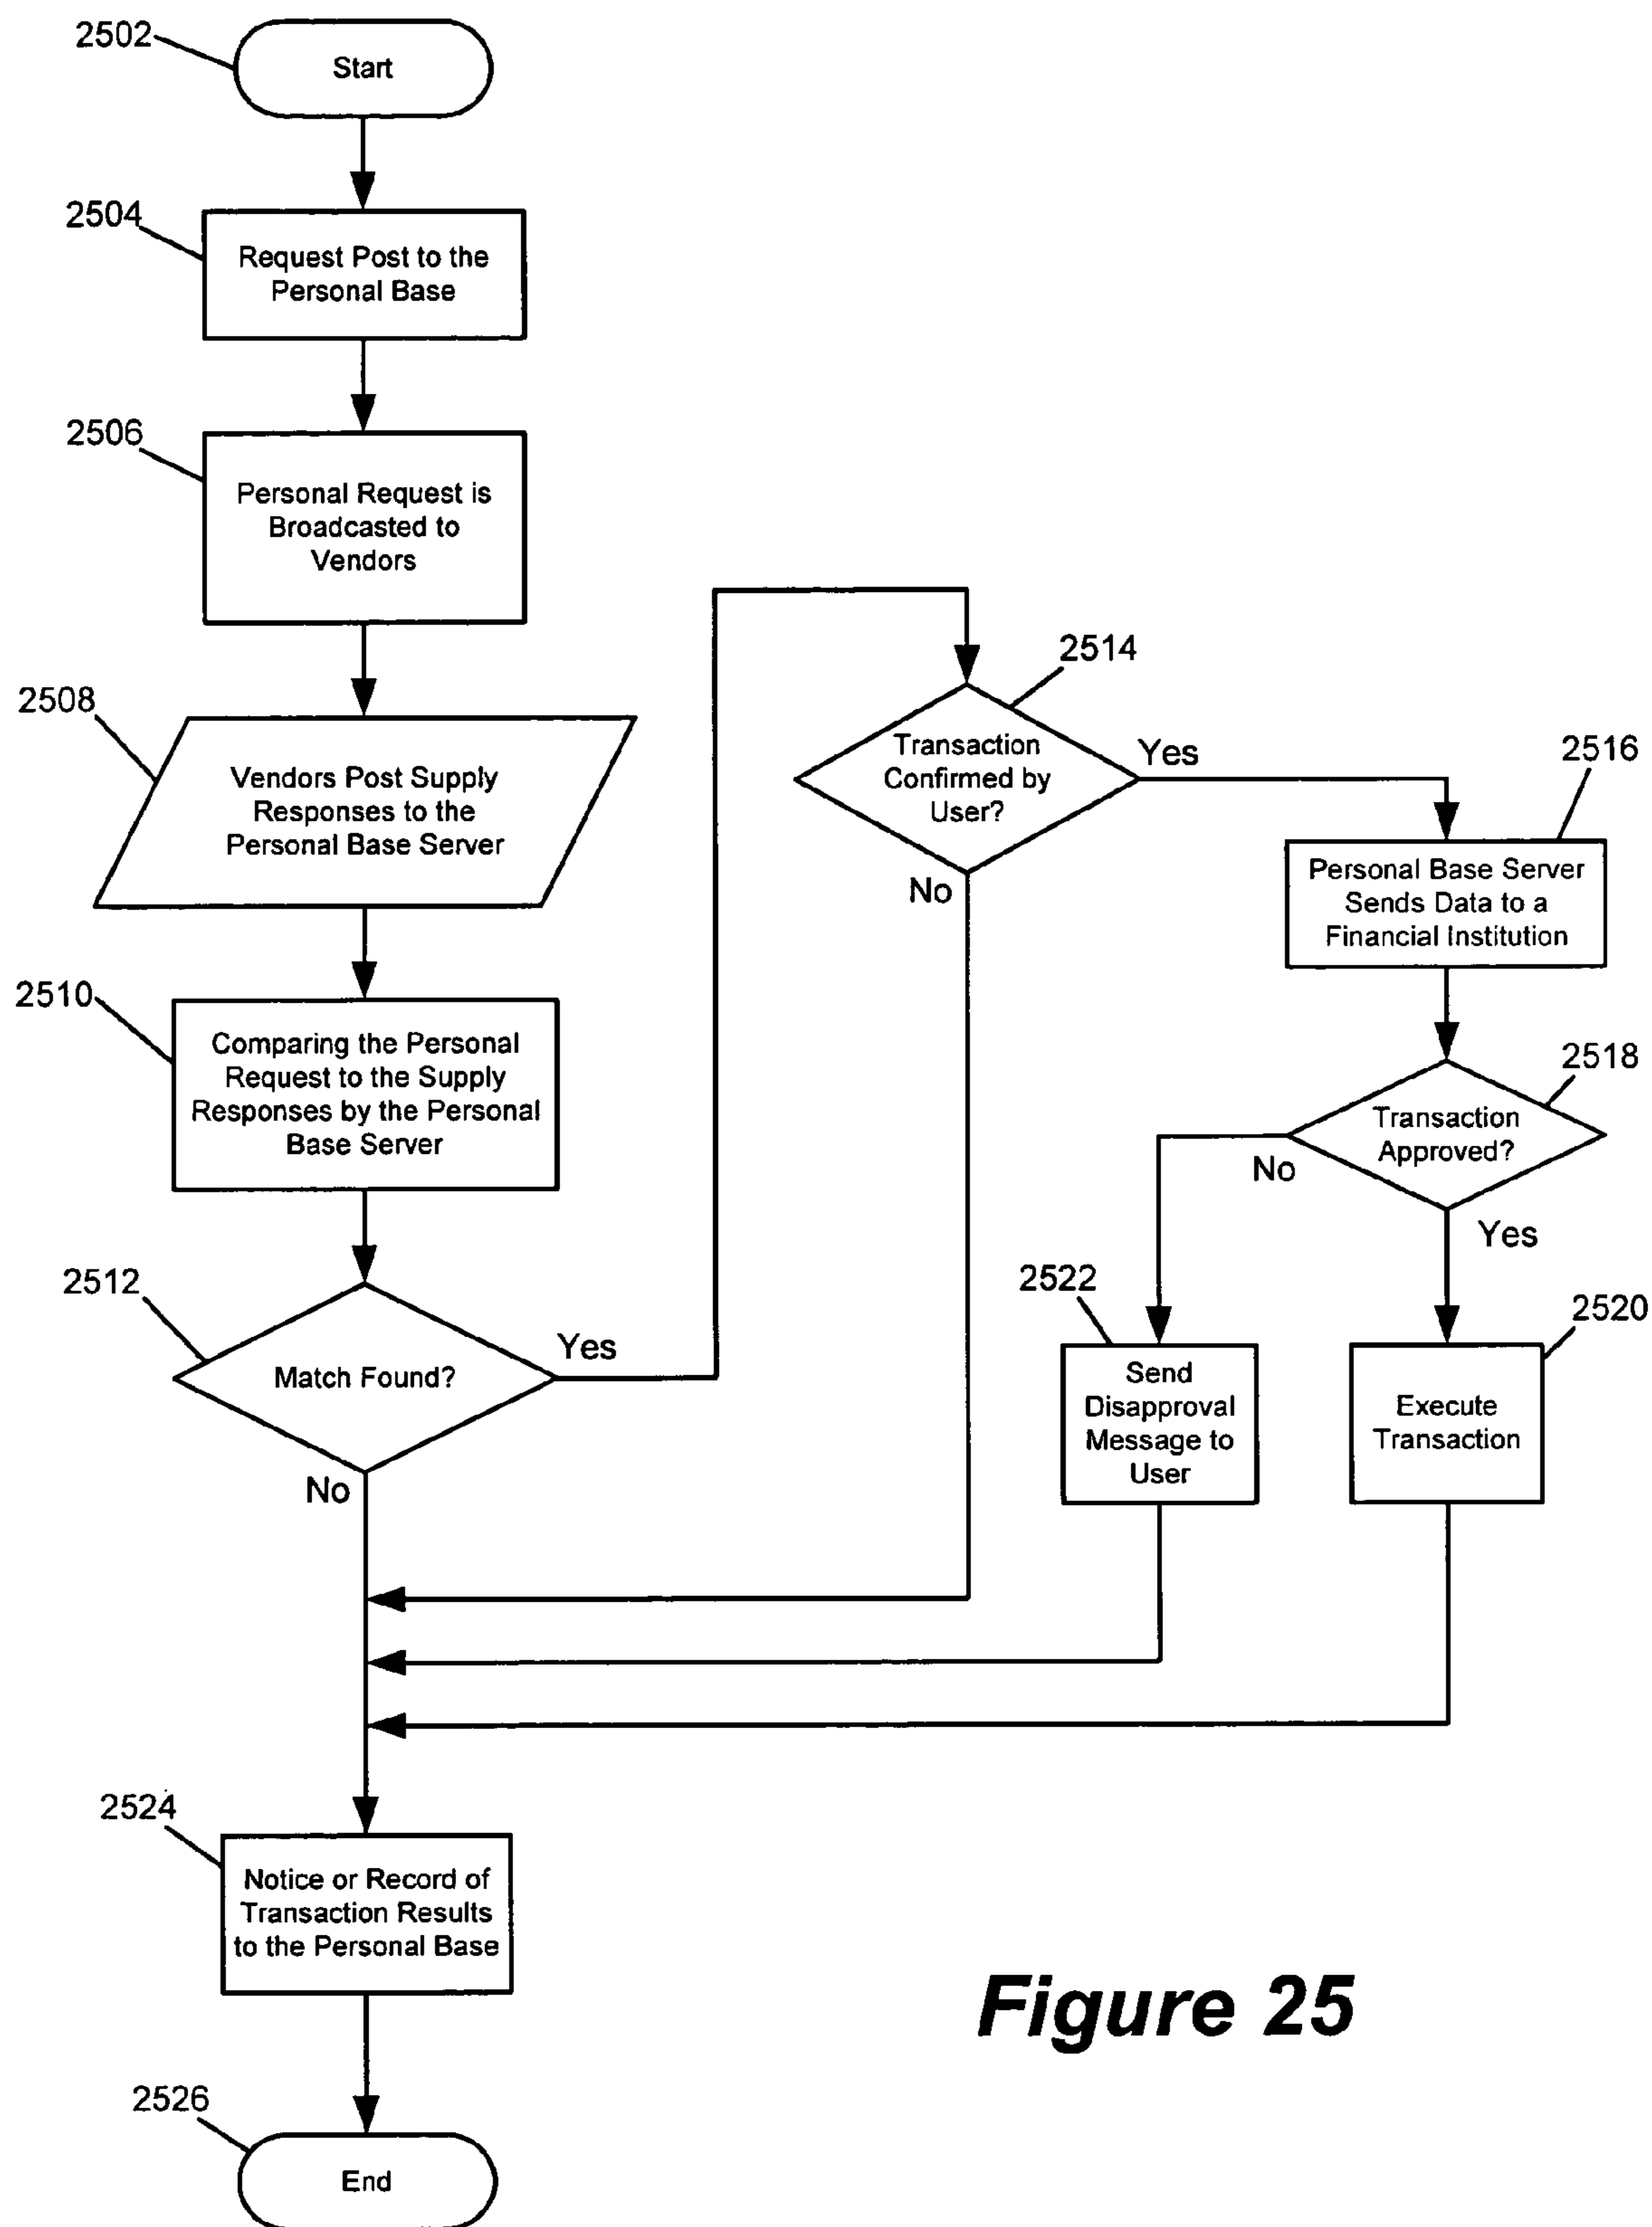 2502
Start
2504
Request Post to the
Personal Base
2506
Personal Request is
Broadcasted to
Vendors
2508
Vendors Post Supply
Responses to the
Personal Base Server
2510
Comparing the Personal
Request to the Supply
Responses by the Personal
Base Server
2512
Match Found?
Yes
No
2514
Transaction
Confirmed by
User?
Yes
No
2516
Personal Base Server
Sends Data to a
Financial Institution
2518
Transaction
Approved?
No
Yes
2522
Send
Disapproval
Message to
User
2520
Execute
Transaction
2524
Notice or Record of
Transaction Results
to the Personal Base
2526
End
Figure 25